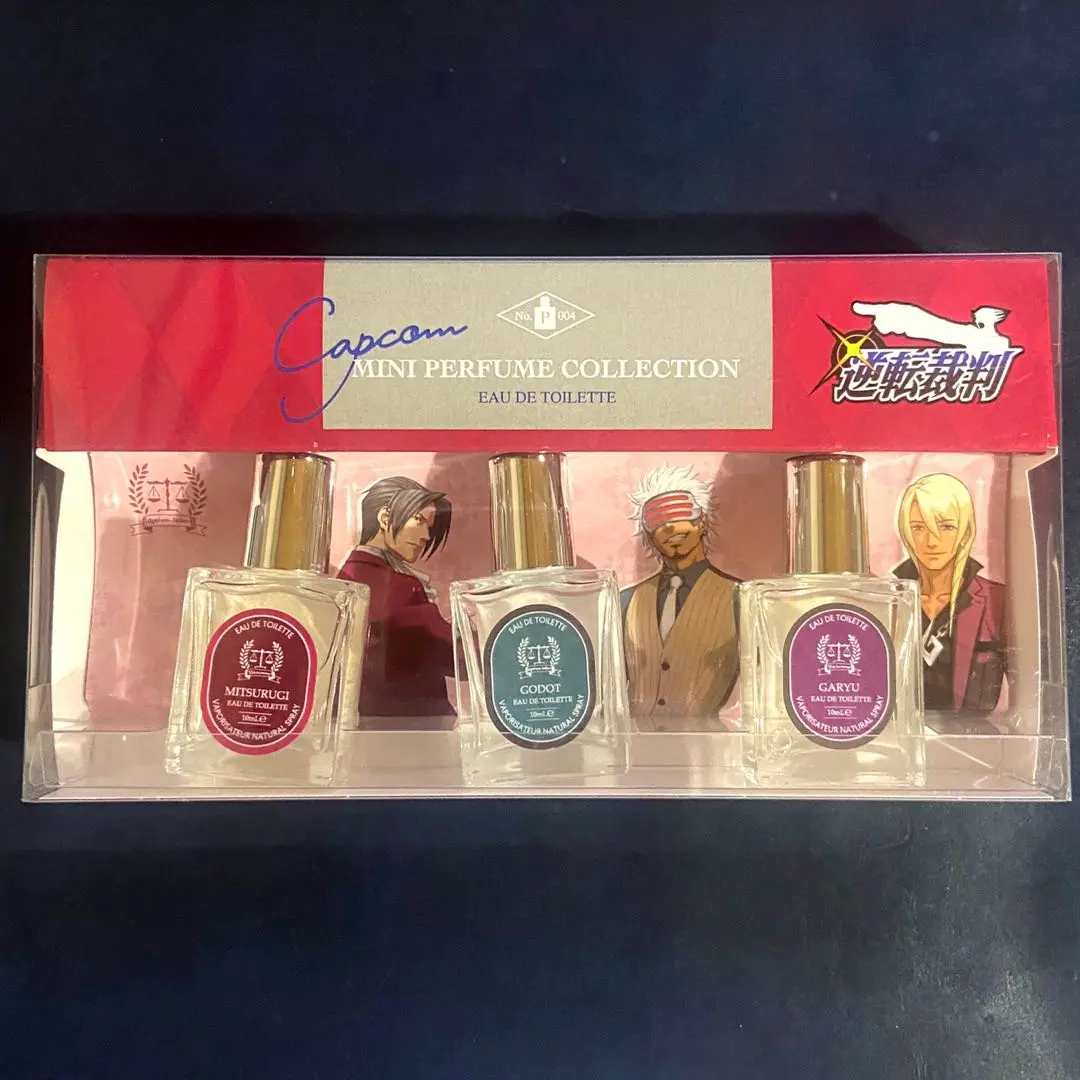 Capcom
No. P 004
MINI PERFUME COLLECTION
EAU DE TOILETTE
逆転裁判
EAU DE TOILETTE
MITSURUGI
EAU DE TOILETTE
10mL℮
VAPORISATEUR NATURAL SPRAY
EAU DE TOILETTE
GODOT
EAU DE TOILETTE
10mL℮
VAPORISATEUR NATURAL SPRAY
EAU DE TOILETTE
GARYU
EAU DE TOILETTE
10mL℮
VAPORISATEUR NATURAL SPRAY